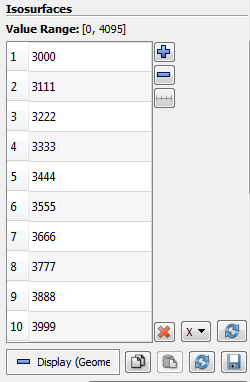 Isosurfaces
Value Range: [0, 4095]
1 3000
2 3111
3 3222
4 3333
5 3444
6 3555
7 3666
8 3777
9 3888
10 3999
X
Display (Geome